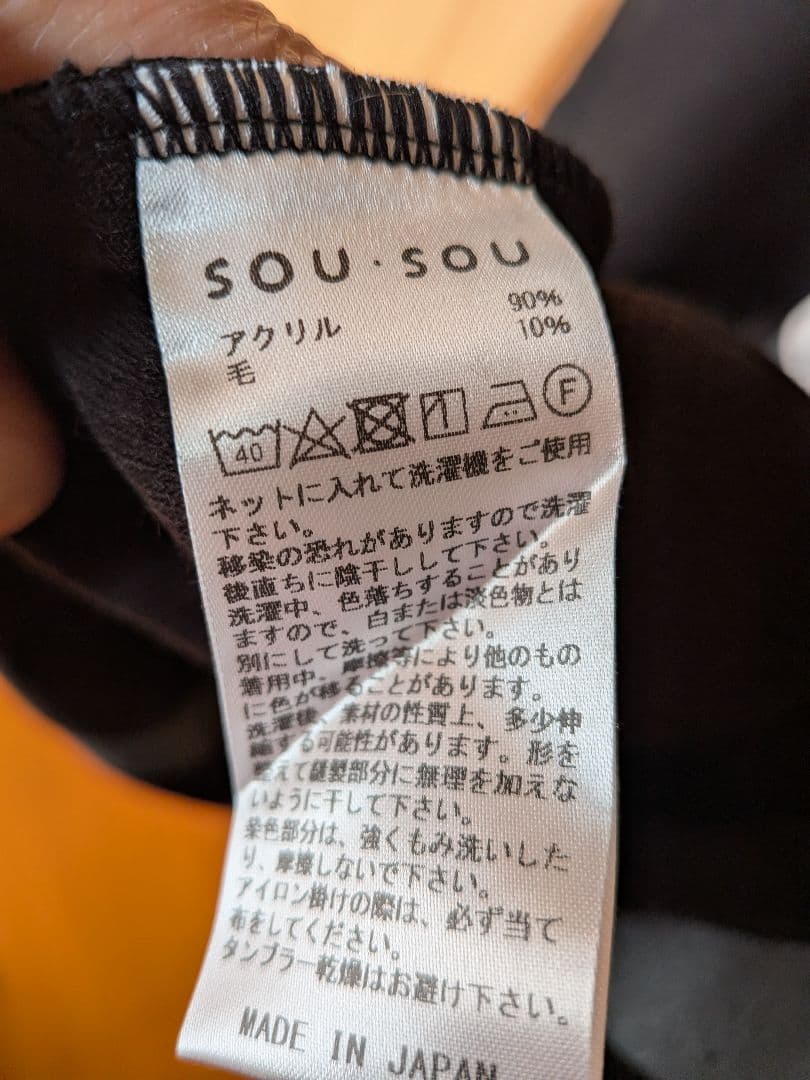 SOU・SOU
アクリル 90%
毛 10%
40 F
ネットに入れて洗濯機をご使用
下さい。
移染の恐れがありますので洗濯
後直ちに陰干しして下さい。
洗濯中、色落ちすることがあり
ますので、白または淡色物とは
別にして洗って下さい。
着用中、摩擦等により他のもの
に色が移ることがあります。
洗濯後、素材の性質上、多少伸
縮する可能性があります。形を
整えて縫製部分に無理を加えな
いように干して下さい。
染色部分は、強くもみ洗いした
り、摩擦しないで下さい。
アイロン掛けの際は、必ず当て
布をしてください。
タンブラー乾燥はお避け下さい。
MADE IN JAPAN